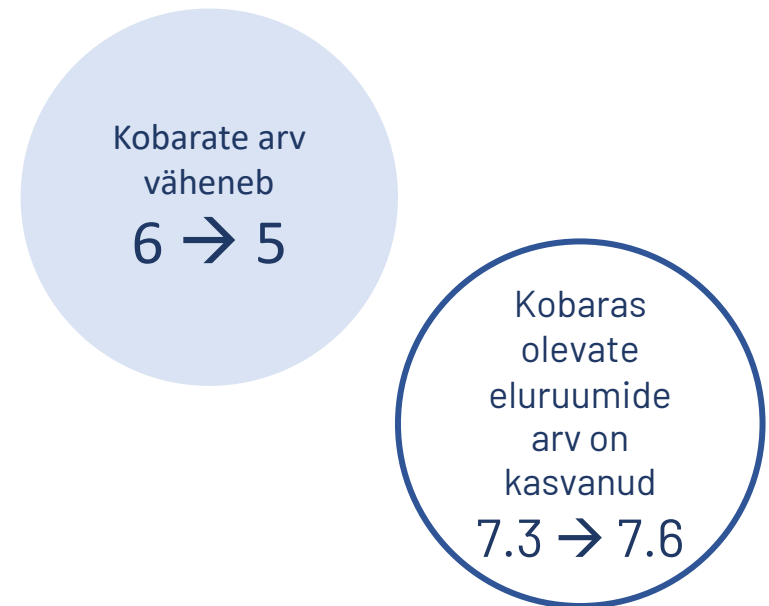 Kobarate arv
väheneb
6 → 5
Kobaras
olevate
eluruumide
arv on
kasvanud
7.3 → 7.6